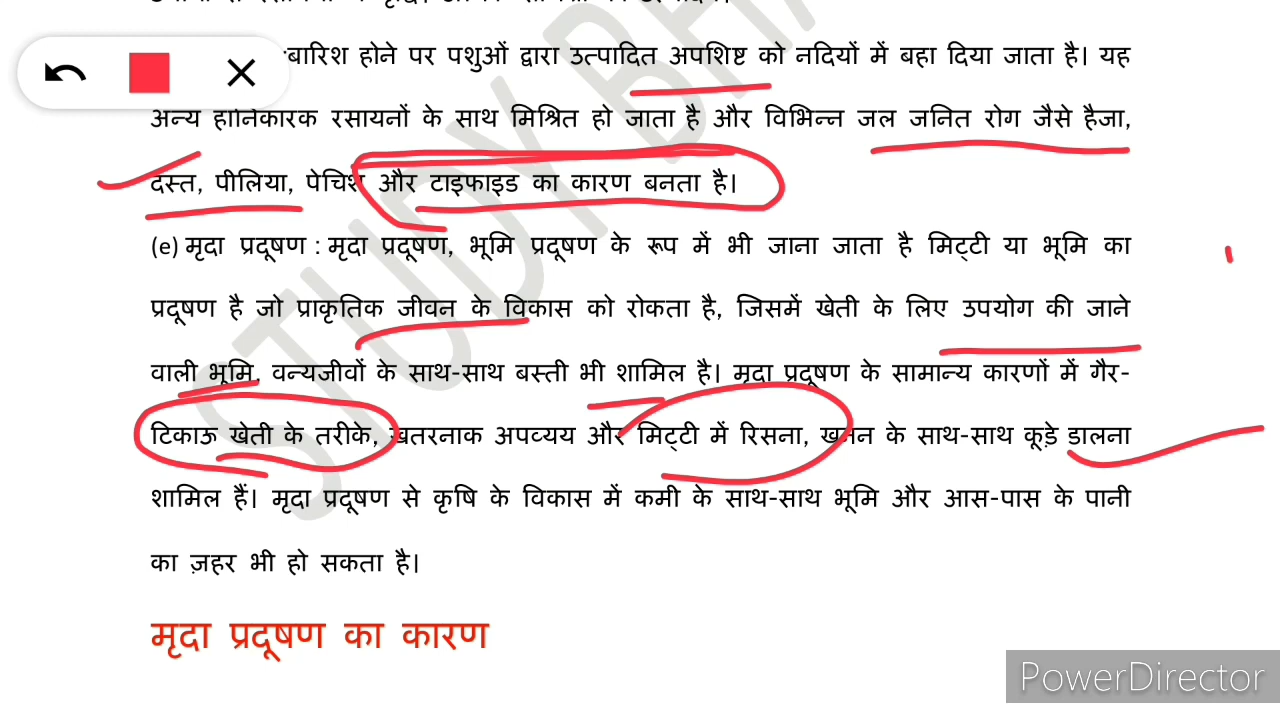 बारिश होने पर पशुओं द्वारा उत्पादित अपशिष्ट को नदियों में बहा दिया जाता है। यह
अन्य हानिकारक रसायनों के साथ मिश्रित हो जाता है और विभिन्न जल जनित रोग जैसे हैजा,
दस्त, पीलिया, पेचिश और टाइफाइड का कारण बनता है।
(e) मृदा प्रदूषण : मृदा प्रदूषण, भूमि प्रदूषण के रूप में भी जाना जाता है मिट्टी या भूमि का
प्रदूषण है जो प्राकृतिक जीवन के विकास को रोकता है, जिसमें खेती के लिए उपयोग की जाने
वाली भूमि, वन्यजीवों के साथ-साथ बस्ती भी शामिल है। मृदा प्रदूषण के सामान्य कारणों में गैर-
टिकाऊ खेती के तरीके, खतरनाक अपव्यय और मिट्टी में रिसना, खनन के साथ-साथ कूड़े डालना
शामिल हैं। मृदा प्रदूषण से कृषि के विकास में कमी के साथ-साथ भूमि और आस-पास के पानी
का ज़हर भी हो सकता है।
मृदा प्रदूषण का कारण
STUDY
PowerDirector